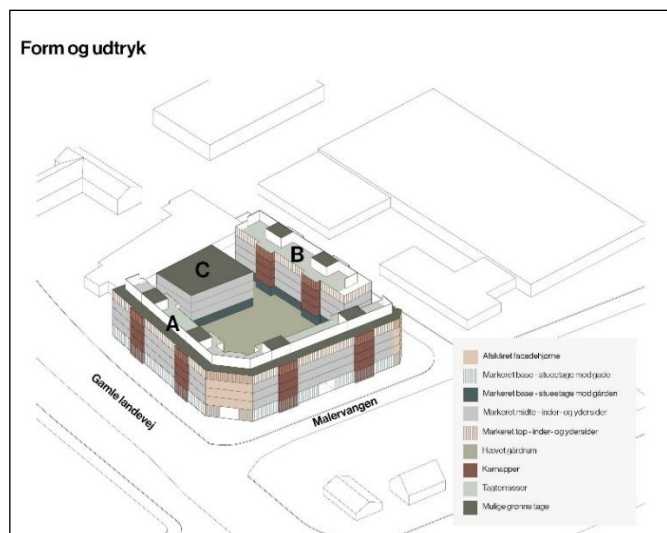 Form og udtryk
B
C
A
Gamle landevej
Malervangen
Afskåret facadehjørne
Markeret base - stueetage mod gade
Markeret base - stueetage mod gården
Markeret midte - inder- og ydersider
Markeret top - inder- og ydersider
Hævet gårdrum
Karnapper
Tagterrasser
Mulige grønne tage